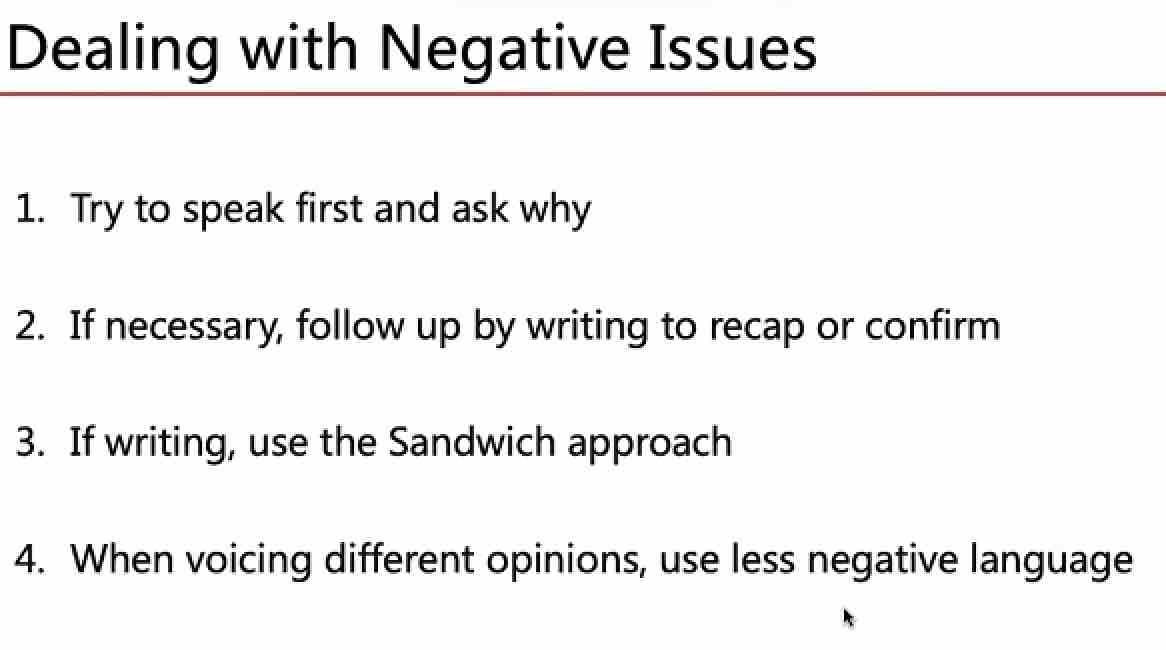 Dealing with Negative Issues
1. Try to speak first and ask why
2. If necessary, follow up by writing to recap or confirm
3. If writing, use the Sandwich approach
4. When voicing different opinions, use less negative language